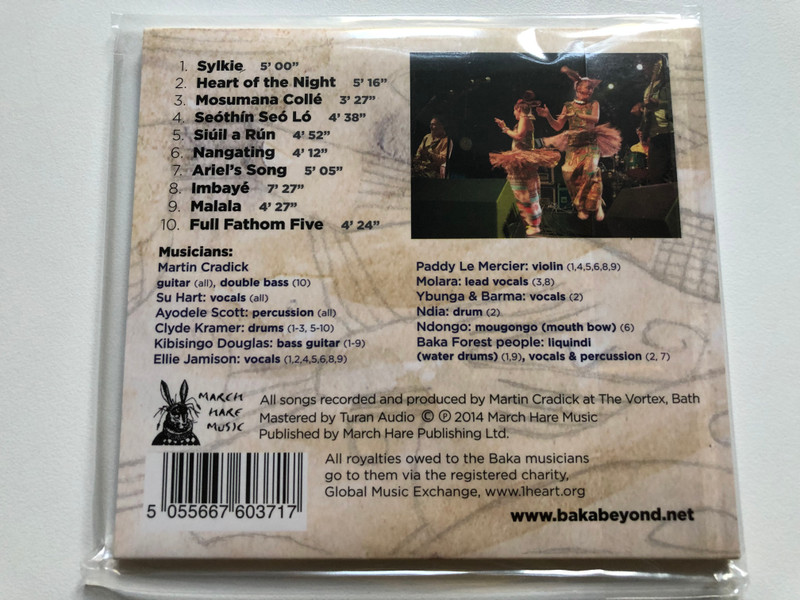 1. Sylkie 5' 00"
2. Heart of the Night 5' 16"
3. Mosumana Collé 3' 27"
4. Seóthín Seó Ló 4' 38"
5. Siúil a Rún 4' 52"
6. Nangating 4' 12"
7. Ariel's Song 5' 05"
8. Imbayé 7' 27"
9. Malala 4' 27"
10. Full Fathom Five 4' 24"
Musicians:
Martin Cradick
guitar (all), double bass (10)
Su Hart: vocals (all)
Ayodele Scott: percussion (all)
Clyde Kramer: drums (1-3, 5-10)
Kibisingo Douglas: bass guitar (1-9)
Ellie Jamison: vocals (1,2,4,5,6,8,9)
Paddy Le Mercier: violin (1,4,5,6,8,9)
Molara: lead vocals (3,8)
Ybunga & Barma: vocals (2)
Ndia: drum (2)
Ndongo: mougongo (mouth bow) (6)
Baka Forest people: liquindi
(water drums) (1,9), vocals & percussion (2, 7)
MARCH
HARE
MUSIC
All songs recorded and produced by Martin Cradick at The Vortex, Bath
Mastered by Turan Audio © ℗ 2014 March Hare Music
Published by March Hare Publishing Ltd.
All royalties owed to the Baka musicians
go to them via the registered charity,
Global Music Exchange, www.1heart.org
5 055667 603717
www.bakabeyond.net